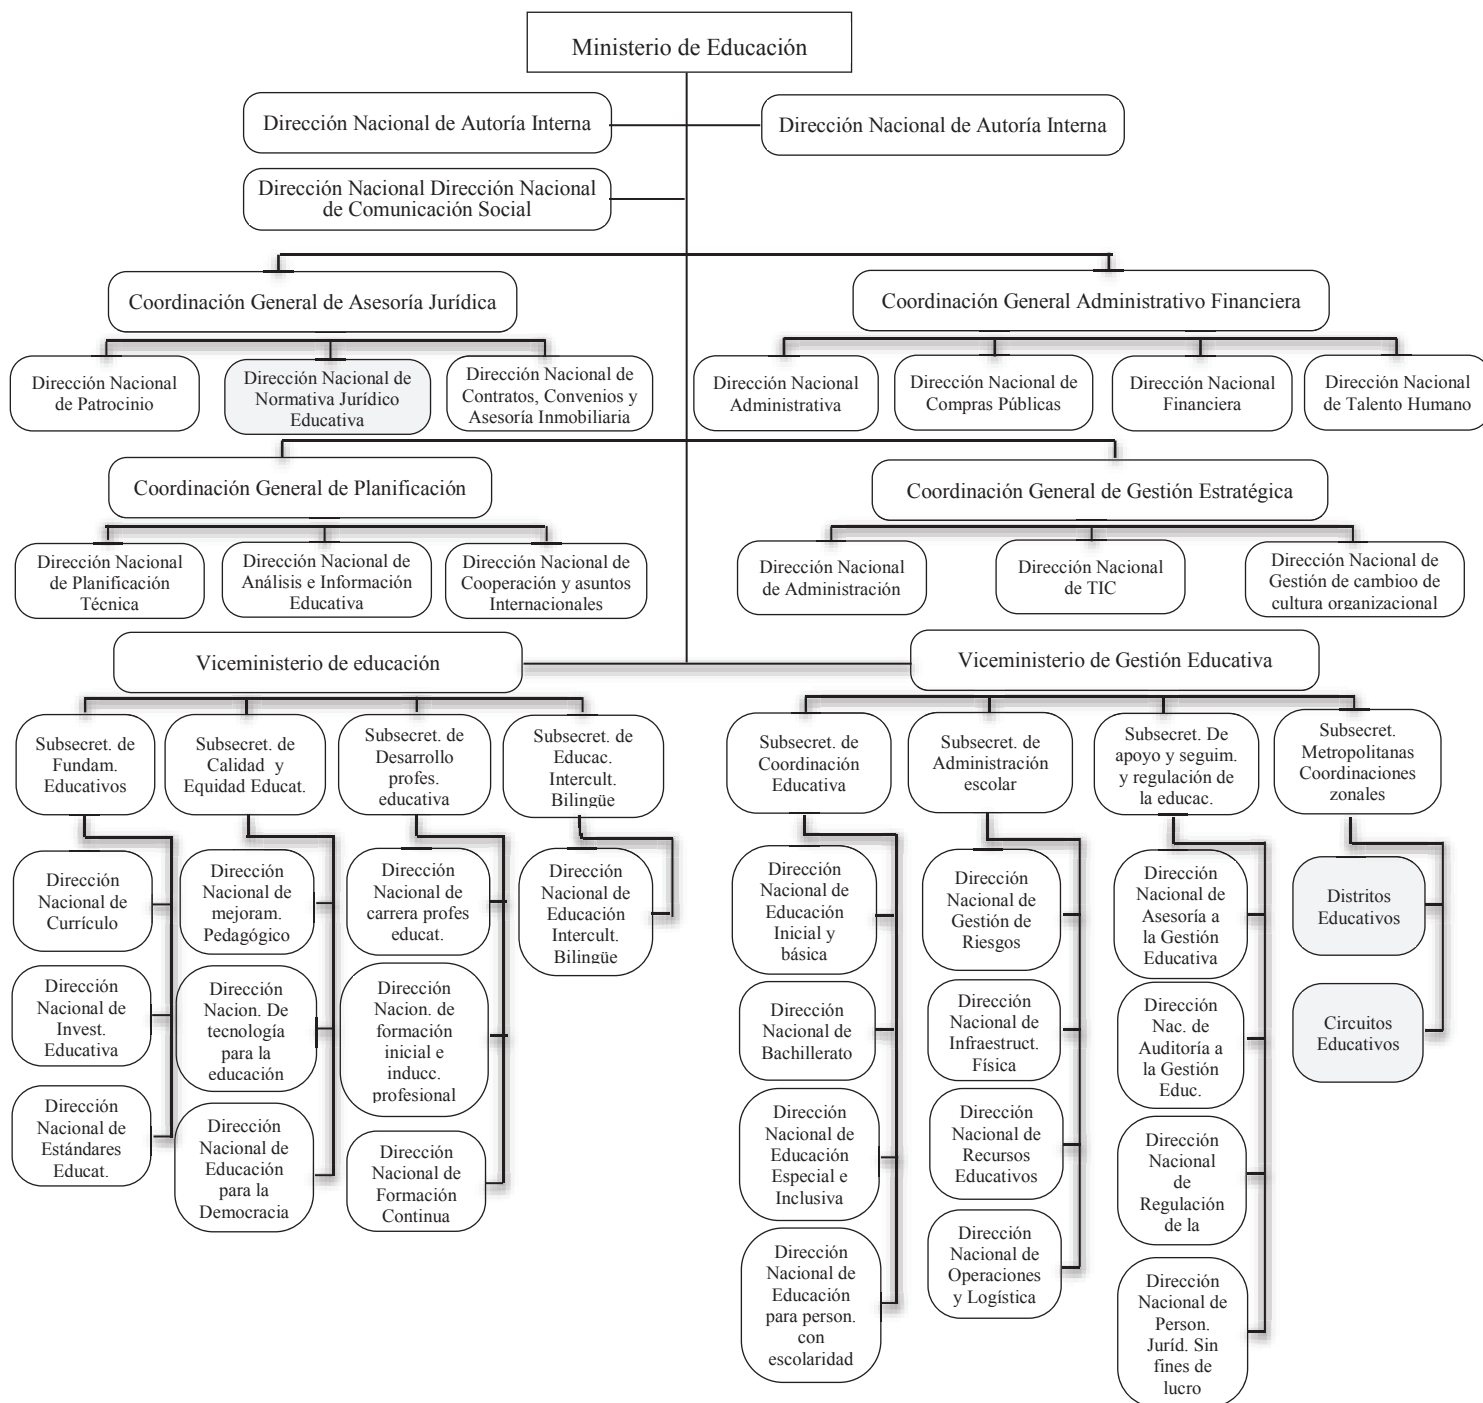 Ministerio de Educación
Dirección Nacional de Autoría Interna
Dirección Nacional de Autoría Interna
Dirección Nacional Dirección Nacional
de Comunicación Social
Coordinación General de Asesoría Jurídica
Coordinación General Administrativo Financiera
Dirección Nacional
de Patrocinio
Dirección Nacional de
Normativa Jurídico
Educativa
Dirección Nacional de
Contratos, Convenios y
Asesoría Inmobiliaria
Dirección Nacional
Administrativa
Dirección Nacional de
Compras Públicas
Dirección Nacional
Financiera
Dirección Nacional
de Talento Humano
Coordinación General de Planificación
Coordinación General de Gestión Estratégica
Dirección Nacional
de Planificación
Técnica
Dirección Nacional de
Análisis e Información
Educativa
Dirección Nacional de
Cooperación y asuntos
Internacionales
Dirección Nacional
de Administración
Dirección Nacional
de TIC
Dirección Nacional de
Gestión de cambio de
cultura organizacional
Viceministerio de educación
Viceministerio de Gestión Educativa
Subsecret. de
Fundam.
Educativos
Subsecret. de
Calidad y
Equidad Educat.
Subsecret. de
Desarrollo
profes.
educativa
Subsecret. de
Educac.
Intercult.
Bilingüe
Subsecret. de
Coordinación
Educativa
Subsecret. de
Administración
escolar
Subsecret. De
apoyo y seguim.
y regulación de
la educac.
Subsecret.
Metropolitanas
Coordinaciones
zonales
Dirección
Nacional de
Currículo
Dirección
Nacional de
mejoram.
Pedagógico
Dirección
Nacional de
carrera profes
educat.
Dirección
Nacional de
Educación
Intercult.
Bilingüe
Dirección
Nacional de
Educación
Inicial y
básica
Dirección
Nacional de
Gestión de
Riesgos
Dirección
Nacional de
Asesoría a
la Gestión
Educativa
Distritos
Educativos
Dirección
Nacional de
Invest.
Educativa
Dirección
Nacion. De
tecnología
para la
educación
Dirección
Nacion. de
formación
inicial e
inducc.
profesional
Dirección
Nacional de
Bachillerato
Dirección
Nacional de
Infraestruct.
Física
Dirección
Nac. de
Auditoría a
la Gestión
Educ.
Circuitos
Educativos
Dirección
Nacional de
Estándares
Educat.
Dirección
Nacional de
Educación
para la
Democracia
Dirección
Nacional de
Formación
Continua
Dirección
Nacional de
Educación
Especial e
Inclusiva
Dirección
Nacional de
Recursos
Educativos
Dirección
Nacional
de
Regulación
de la
Dirección
Nacional de
Educación
para person.
con
escolaridad
Dirección
Nacional de
Operaciones
y Logística
Dirección
Nacional de
Person.
Juríd. Sin
fines de
lucro